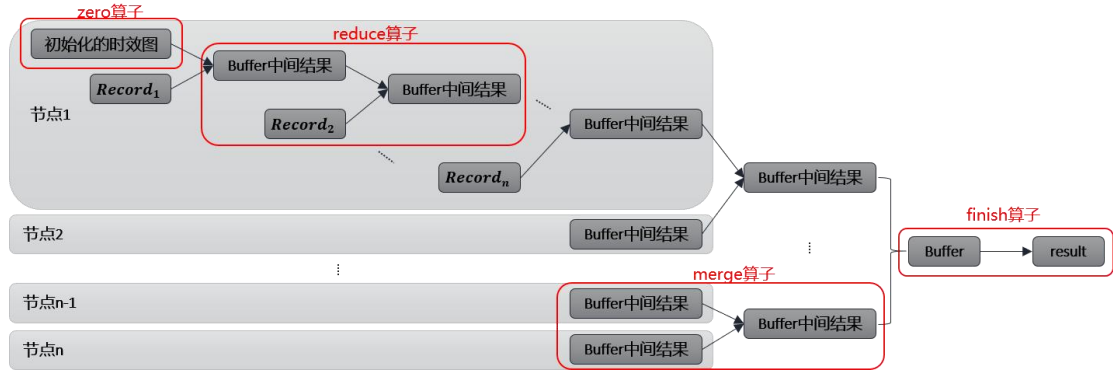 zero算子
初始化的时效图
reduce算子
Buffer中间结果
Record₁
Buffer中间结果
节点1
Record₂
Buffer中间结果
Recordₙ
Buffer中间结果
节点2
Buffer中间结果
finish算子
Buffer
result
merge算子
节点n-1
Buffer中间结果
Buffer中间结果
节点n
Buffer中间结果